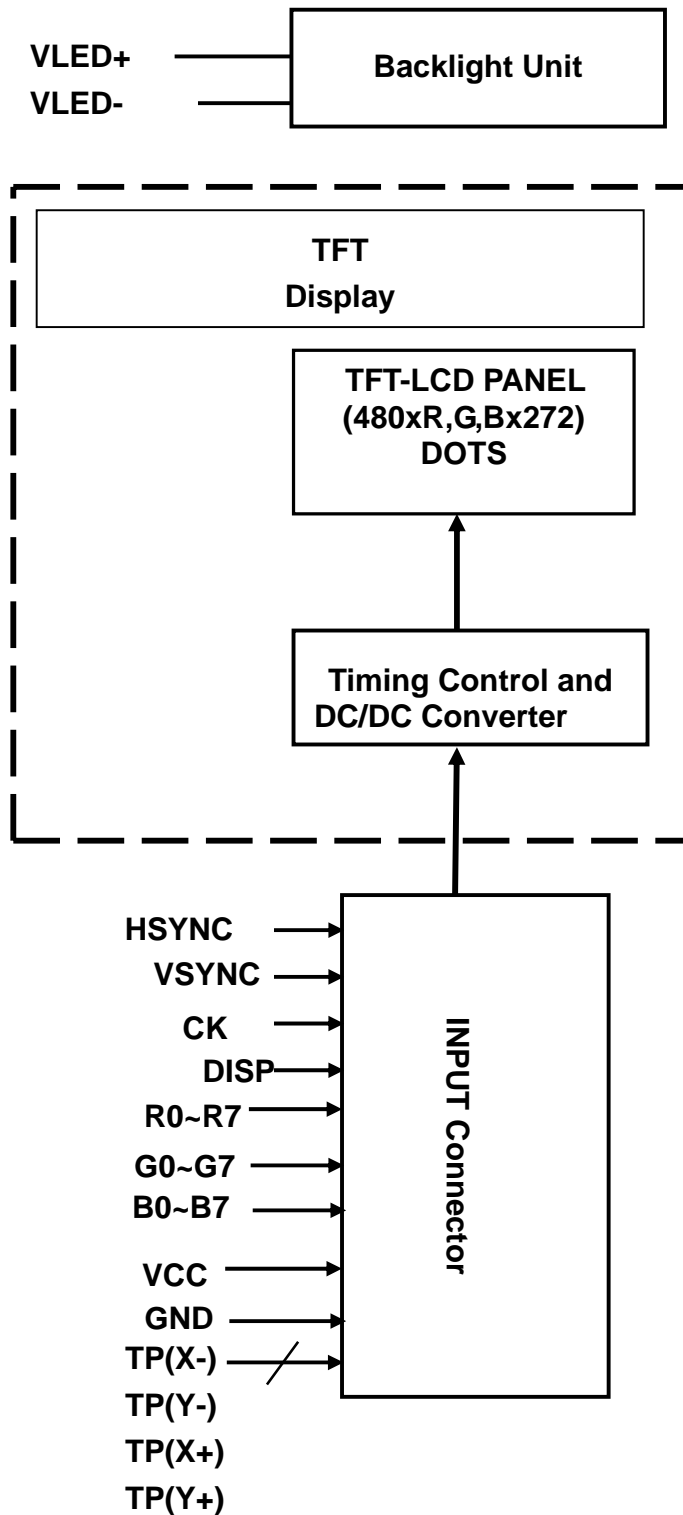 VLED+
VLED-
Backlight Unit
TFT
Display
TFT-LCD PANEL
(480xR,G,Bx272)
DOTS
Timing Control and
DC/DC Converter
HSYNC
VSYNC
CK
DISP
R0~R7
G0~G7
B0~B7
VCC
GND
TP(X-)
TP(Y-)
TP(X+)
TP(Y+)
INPUT Connector